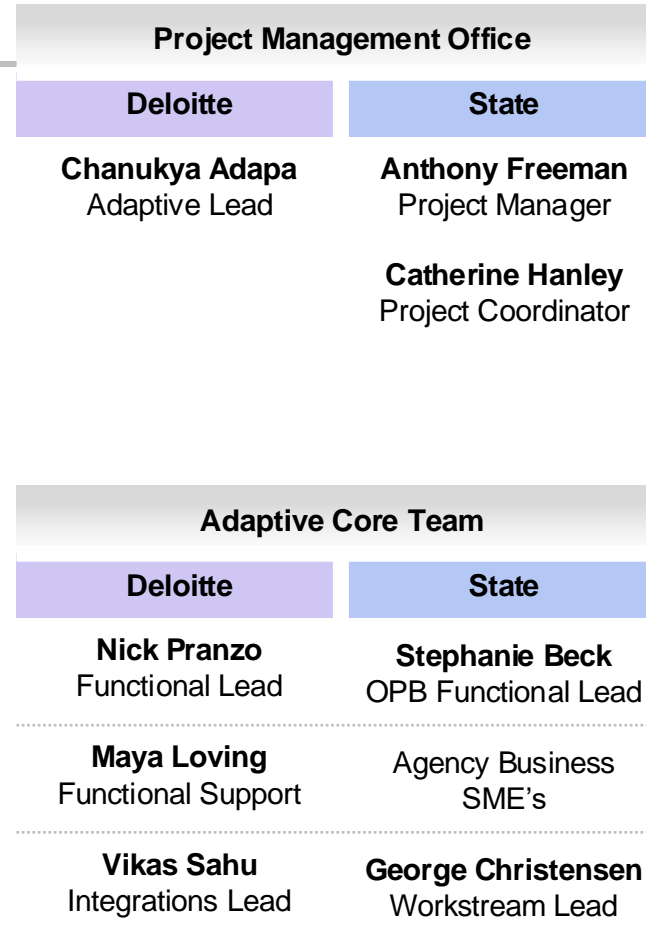 Project Management Office
Deloitte
State
Chanukya Adapa
Adaptive Lead
Anthony Freeman
Project Manager
Catherine Hanley
Project Coordinator
Adaptive Core Team
Deloitte
State
Nick Pranzo
Functional Lead
Stephanie Beck
OPB Functional Lead
Maya Loving
Functional Support
Agency Business
SME's
Vikas Sahu
Integrations Lead
George Christensen
Workstream Lead